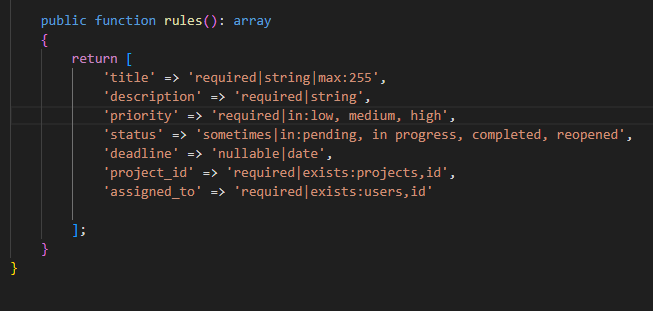 public function rules(): array
{
return [
'title' => 'required|string|max:255',
'description' => 'required|string',
'priority' => 'required|in:low, medium, high',
'status' => 'sometimes|in:pending, in progress, completed, reopened',
'deadline' => 'nullable|date',
'project_id' => 'required|exists:projects,id',
'assigned_to' => 'required|exists:users,id'
];
}
}